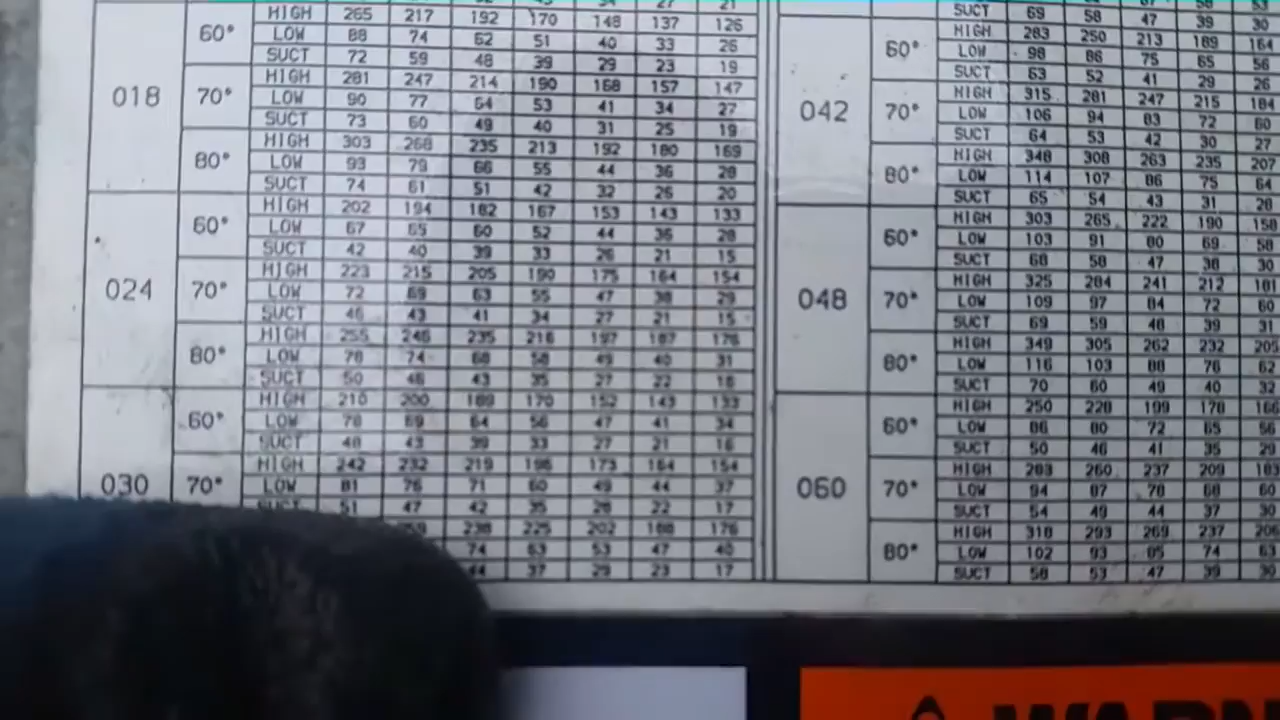 HIGH 265 217 192 170 148 137 126
60° LOW 88 74 62 51 40 33 26
SUCT 72 59 48 39 29 23 19
HIGH 281 247 214 190 168 157 147
018 70° LOW 90 77 64 53 41 34 27
SUCT 73 60 49 40 31 25 19
HIGH 303 268 235 213 192 180 169
80° LOW 93 79 66 55 44 36 28
SUCT 74 61 51 42 32 26 20
HIGH 202 194 182 167 153 143 133
60° LOW 67 65 60 52 44 36 28
SUCT 42 40 39 33 26 21 15
HIGH 223 215 205 190 175 164 154
024 70° LOW 72 69 63 55 47 38 29
SUCT 46 43 41 34 27 21 15
HIGH 255 246 235 216 197 187 176
80° LOW 78 74 68 58 49 40 31
SUCT 50 46 43 35 27 22 16
HIGH 210 200 189 170 152 143 133
60° LOW 78 69 64 56 47 41 34
SUCT 48 43 39 33 27 21 16
HIGH 242 232 219 196 173 164 154
030 70° LOW 81 76 71 60 49 44 37
SUCT 51 47 42 35 28 22 17
238 225 202 188 176
74 63 53 47 40
44 37 29 23 17
SUCT 69 58 47 39 30
HIGH 283 250 213 189 164
60° LOW 98 86 75 65 56
SUCT 63 52 41 29 26
HIGH 315 281 247 215 184
042 70° LOW 106 94 83 72 60
SUCT 64 53 42 30 27
HIGH 348 308 263 235 207
80° LOW 114 107 86 75 64
SUCT 65 54 43 31 28
HIGH 303 265 222 190 158
60° LOW 103 91 80 69 58
SUCT 68 58 47 38 30
HIGH 325 284 241 212 181
048 70° LOW 109 97 84 72 60
SUCT 69 59 48 39 31
HIGH 349 305 262 232 205
80° LOW 116 103 88 76 62
SUCT 70 60 49 40 32
HIGH 250 228 199 178 166
60° LOW 86 80 72 65 56
SUCT 50 46 41 35 29
HIGH 283 260 237 209 183
060 70° LOW 94 87 78 68 60
SUCT 54 49 44 37 30
HIGH 318 293 269 237 206
80° LOW 102 93 85 74 63
SUCT 58 53 47 39 30